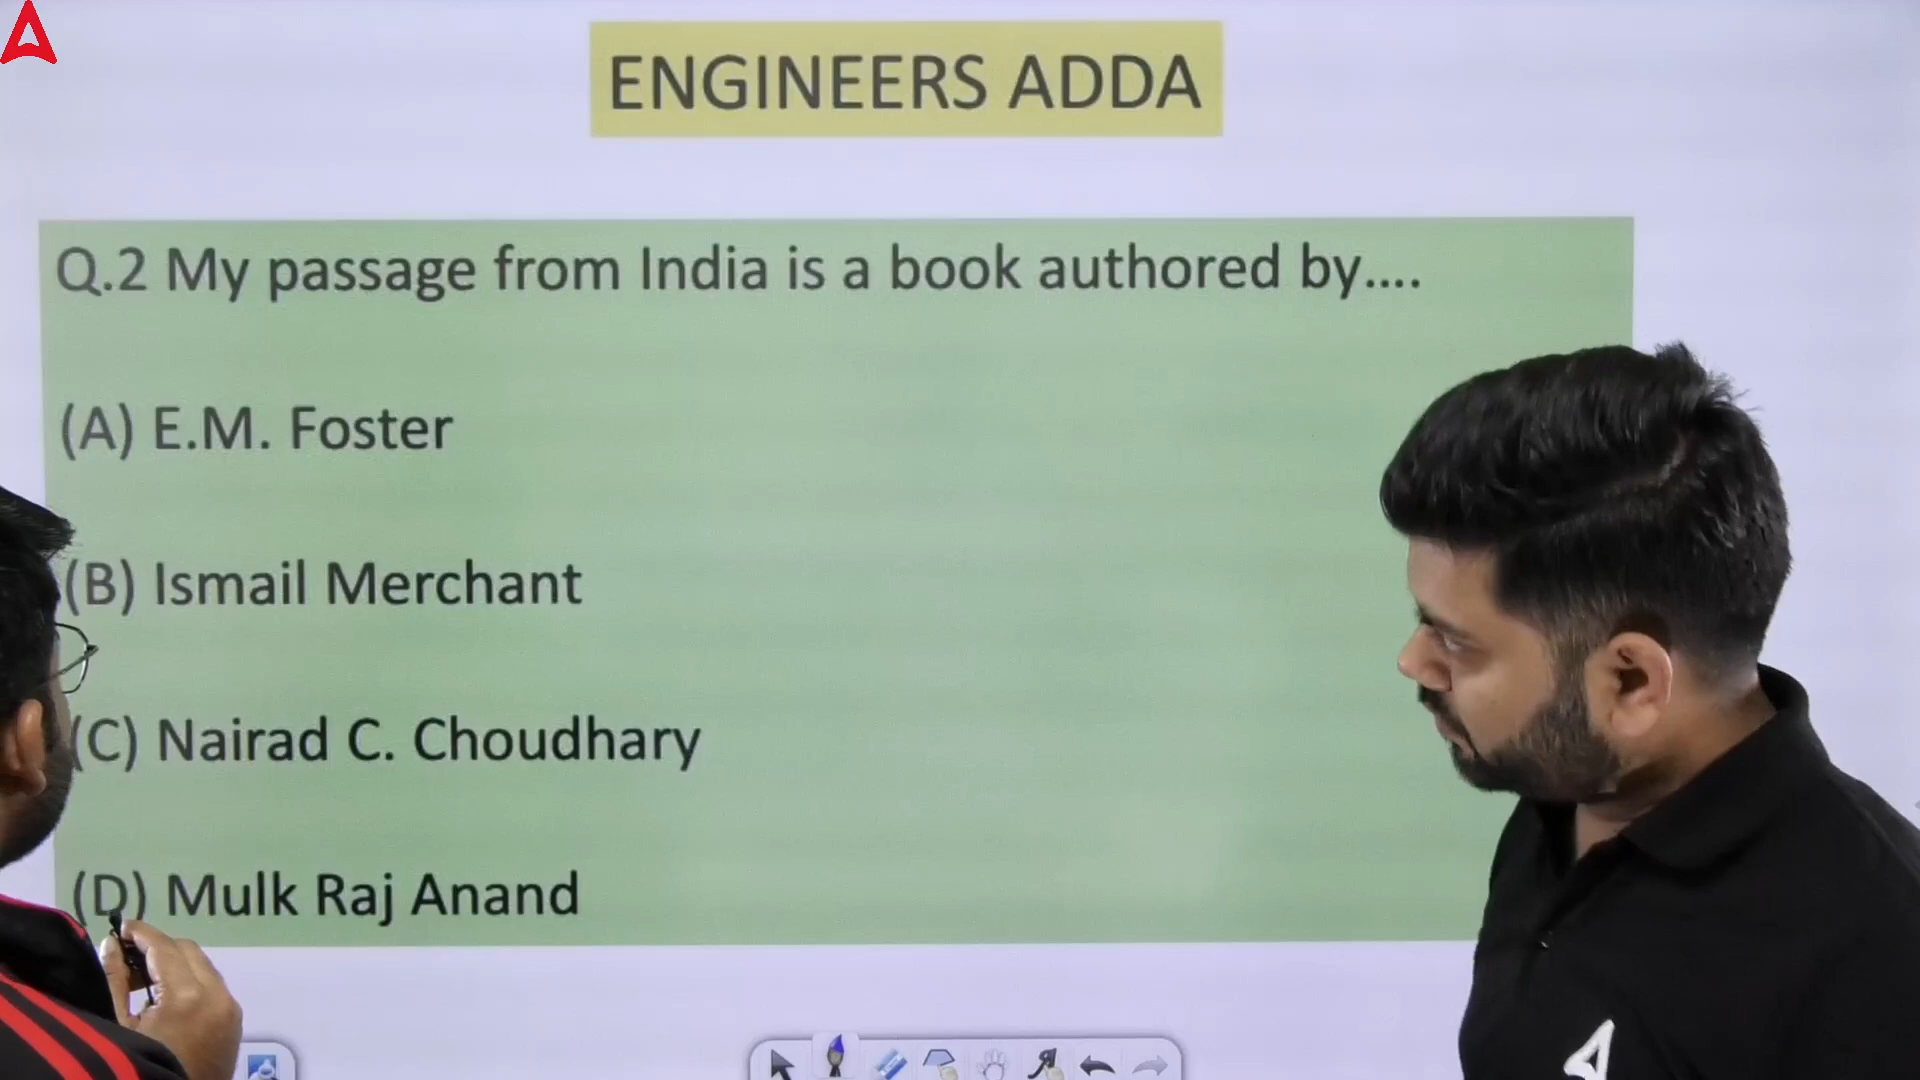 ENGINEERS ADDA
Q.2 My passage from India is a book authored by....
(A) E.M. Foster
(B) Ismail Merchant
(C) Nairad C. Choudhary
(D) Mulk Raj Anand